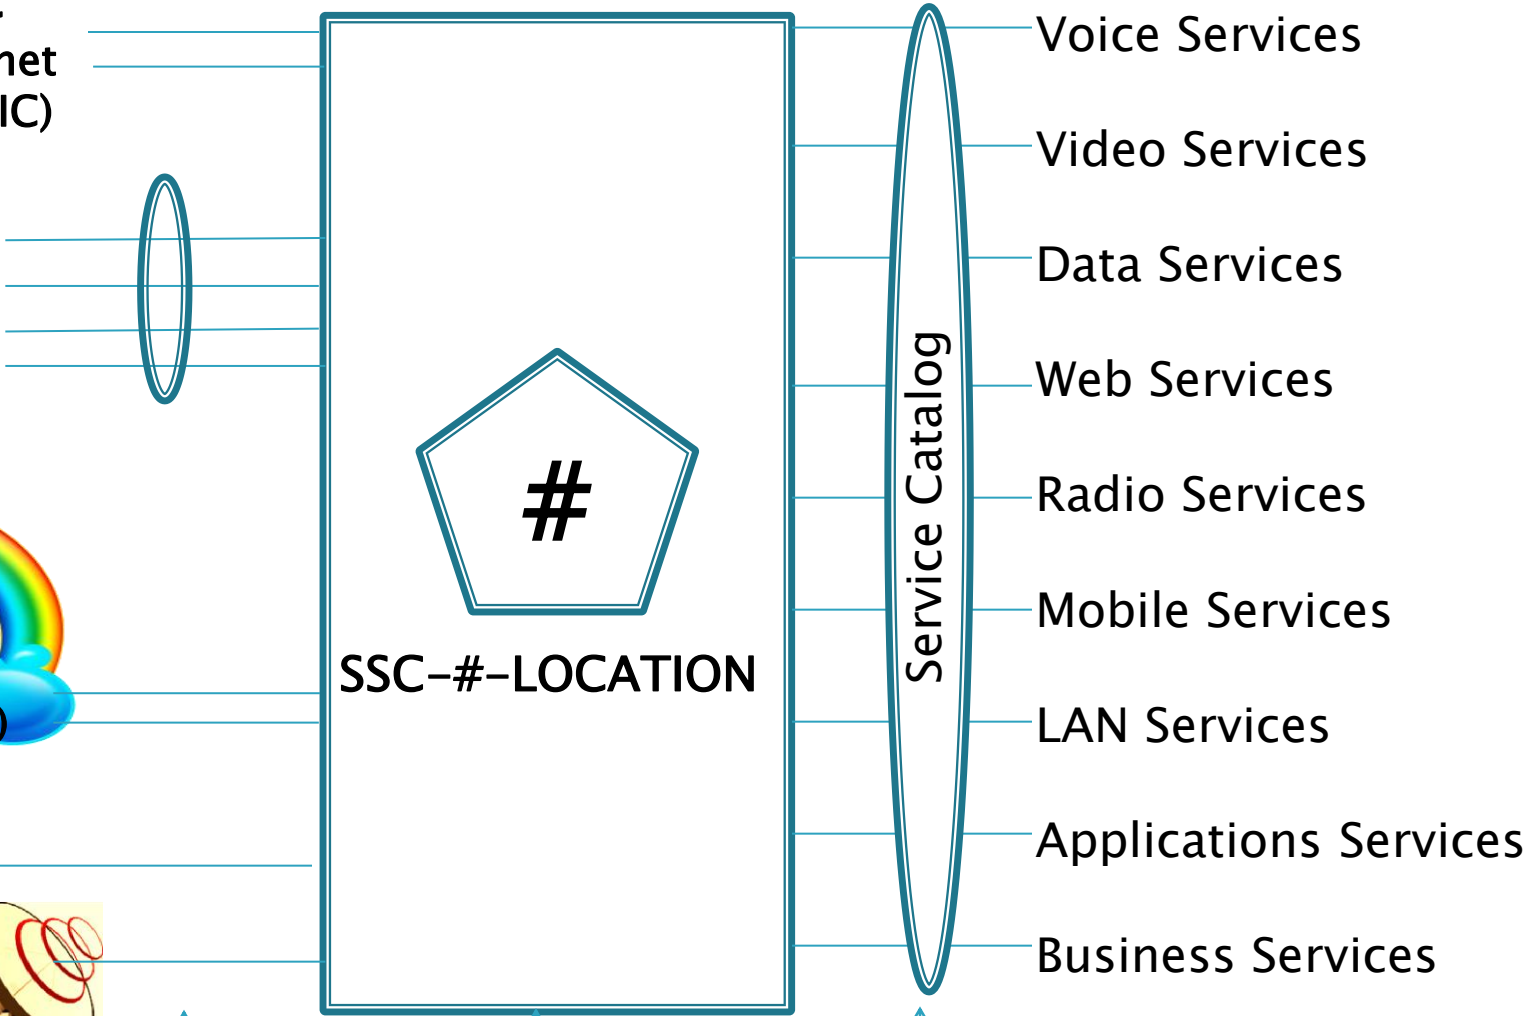 IC)
#
SSC-#-LOCATION
)
Service Catalog
Voice Services
Video Services
Data Services
Web Services
Radio Services
Mobile Services
LAN Services
Applications Services
Business Services